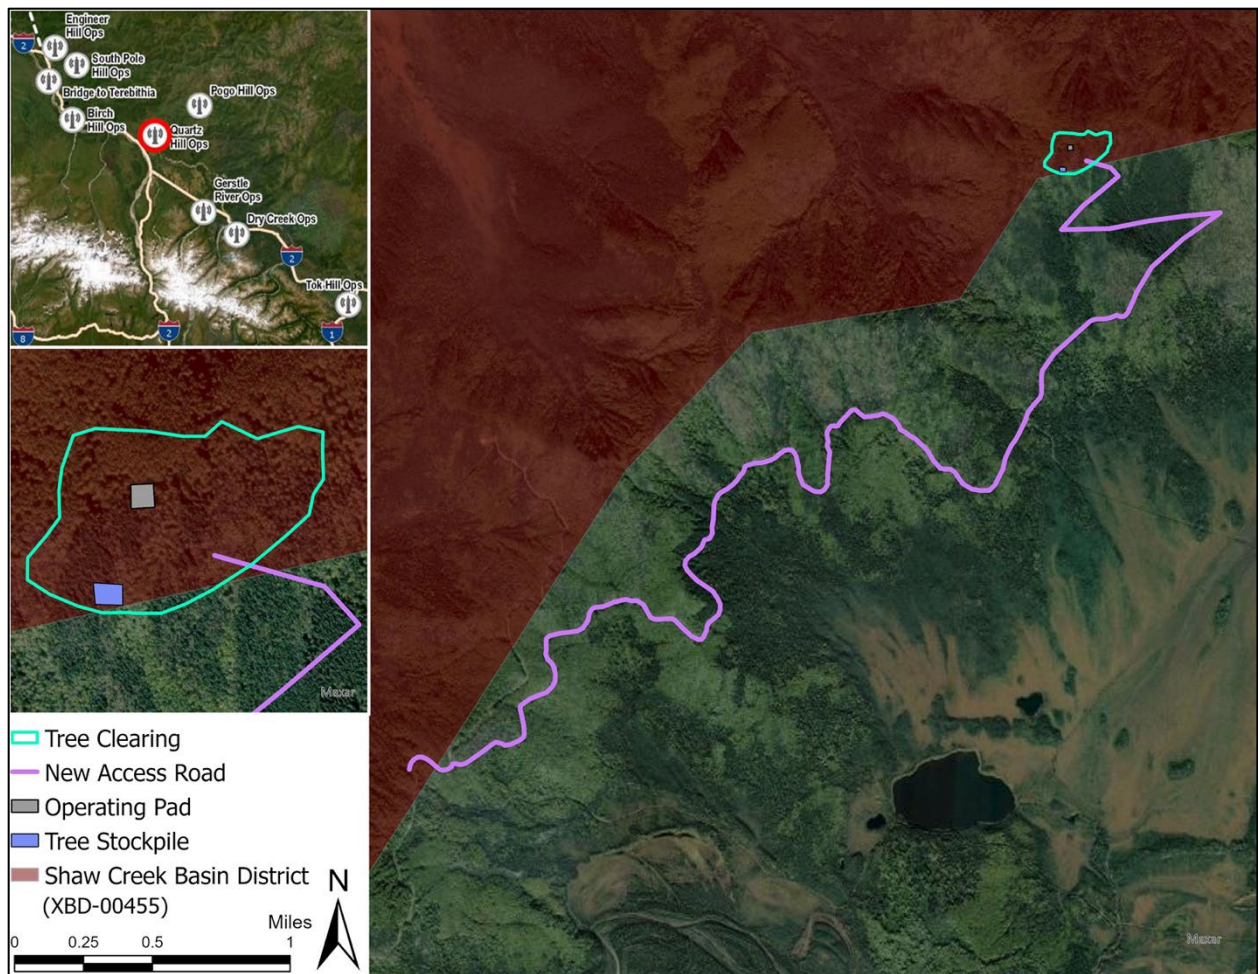 Engineer
Hill Ops
2
South Pole
Hill Ops
Bridge to Terebithia
Pogo Hill Ops
Birch
Hill Ops
Quartz
Hill Ops
Gerstle
River Ops
Dry Creek Ops
2
Tok Hill Ops
8
2
1
Maxar
Tree Clearing
New Access Road
Operating Pad
Tree Stockpile
Shaw Creek Basin District
(XBD-00455)
N
Miles
0 0.25 0.5 1
Maxar